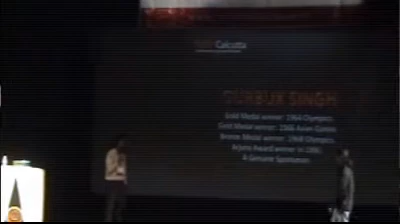 Calcutta
GURBUX SINGH
Gold Medal winner: 1964 Olympics
Gold Medal winner: 1966 Asian Games
Bronze Medal winner: 1968 Olympics
Arjuna Award winner in
A Genuine Sportsman